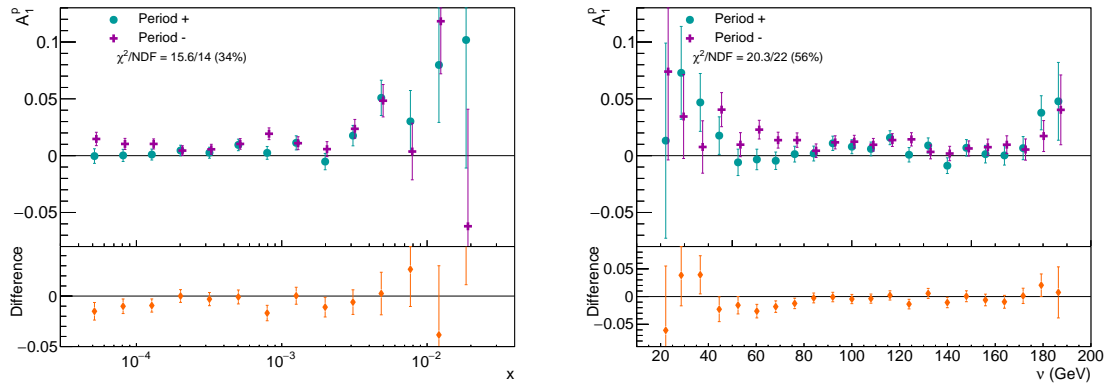 A₁ᵖ
Period +
Period -
χ²/NDF = 15.6/14 (34%)
0.1
0.05
0
−0.05
Difference
0
−0.05
10⁻⁴
10⁻³
10⁻²
x
A₁ᵖ
Period +
Period -
χ²/NDF = 20.3/22 (56%)
0.1
0.05
0
−0.05
Difference
0.05
0
−0.05
20 40 60 80 100 120 140 160 180 200
ν (GeV)